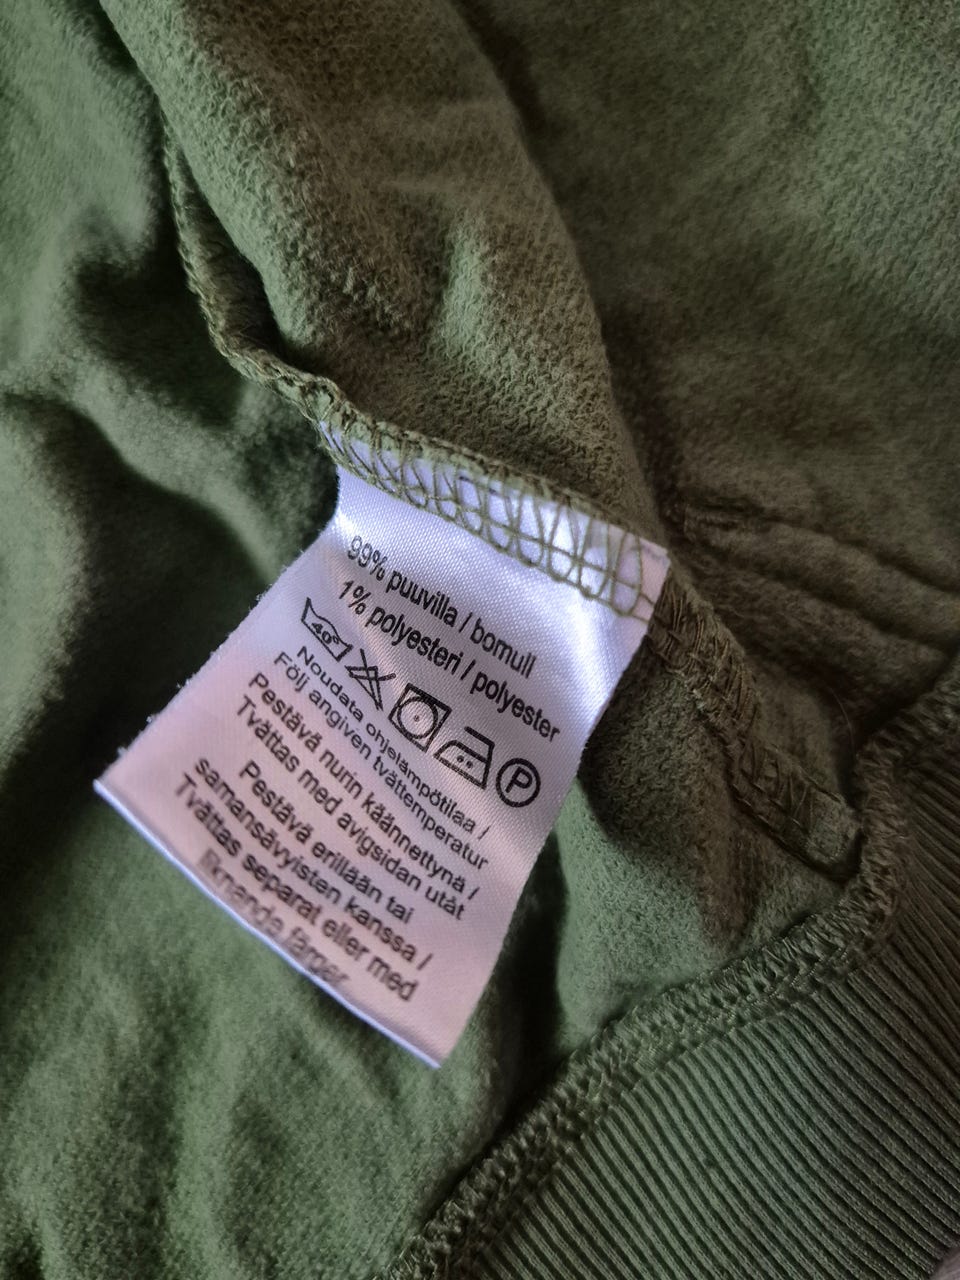 99% puuvilla / bomull
1% polyesteri / polyester
40° P
Noudata ohjelämpötilaa /
Följ angiven tvättemperatur
Pestävä nurin käännettynä /
Tvättas med avigsidan utåt
Pestävä erillään tai
samansävyisten kanssa /
Tvättas separat eller med
liknande färger